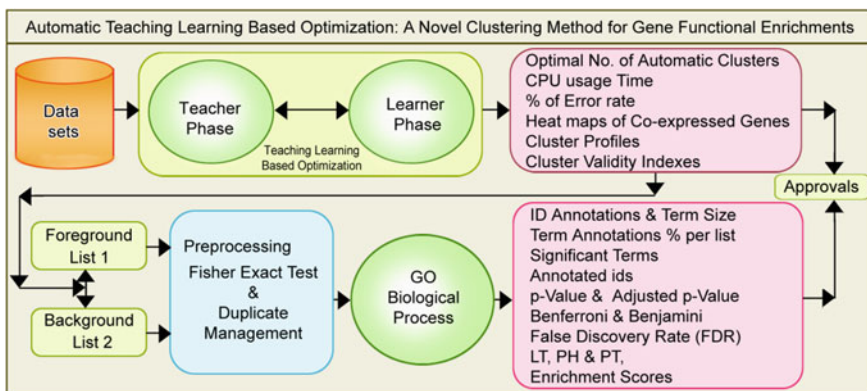 Automatic Teaching Learning Based Optimization: A Novel Clustering Method for Gene Functional Enrichments
Data
sets
Teacher
Phase
Learner
Phase
Teaching Learning
Based Optimization
Optimal No. of Automatic Clusters
CPU usage Time
% of Error rate
Heat maps of Co-expressed Genes
Cluster Profiles
Cluster Validity Indexes
Approvals
Foreground
List 1
Background
List 2
Preprocessing
Fisher Exact Test
&
Duplicate
Management
GO
Biological
Process
ID Annotations & Term Size
Term Annotations % per list
Significant Terms
Annotated ids
p-Value & Adjusted p-Value
Benferroni & Benjamini
False Discovery Rate (FDR)
LT, PH & PT,
Enrichment Scores